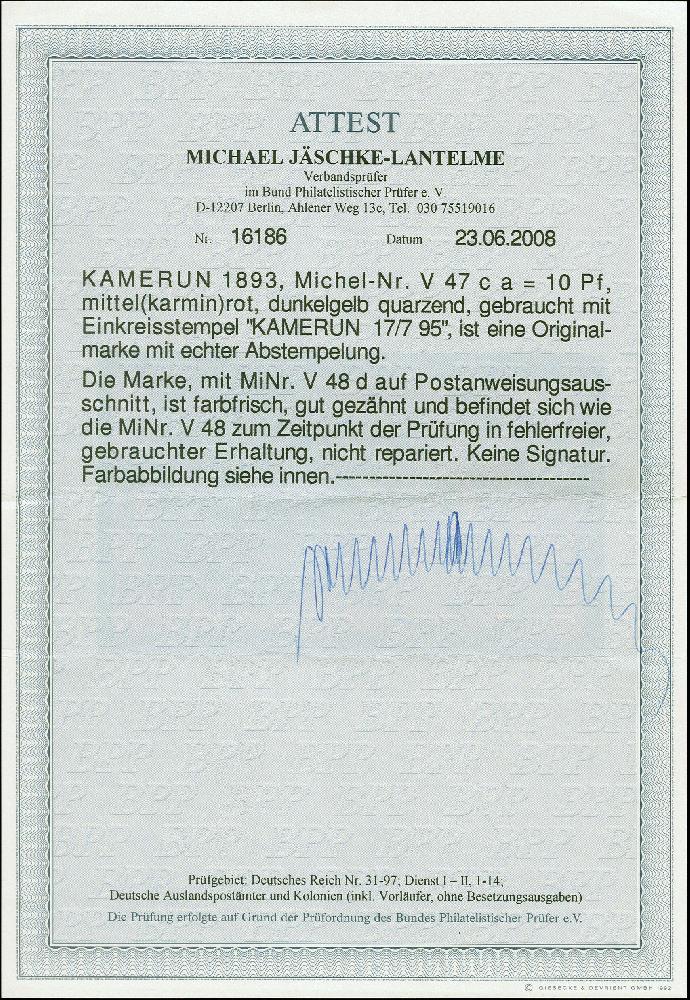 ATTEST
MICHAEL JÄSCHKE-LANTELME
Verbandsprüfer
im Bund Philatelistischer Prüfer e. V.
D-12207 Berlin, Ahlener Weg 13c, Tel. 030 75519016
Nr. 16186 Datum 23.06.2008
KAMERUN 1893, Michel-Nr. V 47 c a = 10 Pf,
mittel(karmin)rot, dunkelgelb quarzend, gebraucht mit
Einkreisstempel "KAMERUN 17/7 95", ist eine Original-
marke mit echter Abstempelung.
Die Marke, mit MiNr. V 48 d auf Postanweisungsaus-
schnitt, ist farbfrisch, gut gezähnt und befindet sich wie
die MiNr. V 48 zum Zeitpunkt der Prüfung in fehlerfreier,
gebrauchter Erhaltung, nicht repariert. Keine Signatur.
Farbabbildung siehe innen.--------------------------------------
Prüfgebiet: Deutsches Reich Nr. 31-97, Dienst I – II, 1-14;
Deutsche Auslandspostämter und Kolonien (inkl. Vorläufer, ohne Besetzungsausgaben)
Die Prüfung erfolgte auf Grund der Prüfordnung des Bundes Philatelistischer Prüfer e.V.
© GIESECKE & DEVRIENT GMBH 1992